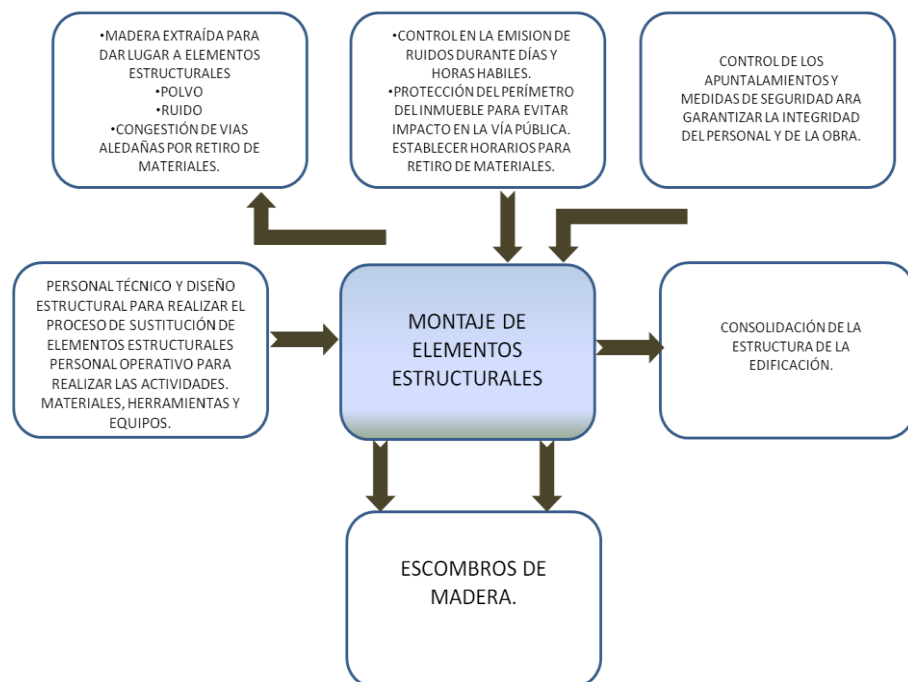 •MADERA EXTRAÍDA PARA
DAR LUGAR A ELEMENTOS
ESTRUCTURALES
•POLVO
•RUIDO
•CONGESTIÓN DE VIAS
ALEDAÑAS POR RETIRO DE
MATERIALES.
•CONTROL EN LA EMISION DE
RUIDOS DURANTE DÍAS Y
HORAS HABILES.
•PROTECCIÓN DEL PERÍMETRO
DEL INMUEBLE PARA EVITAR
IMPACTO EN LA VÍA PÚBLICA.
ESTABLECER HORARIOS PARA
RETIRO DE MATERIALES.
CONTROL DE LOS
APUNTALAMIENTOS Y
MEDIDAS DE SEGURIDAD ARA
GARANTIZAR LA INTEGRIDAD
DEL PERSONAL Y DE LA OBRA.
PERSONAL TÉCNICO Y DISEÑO
ESTRUCTURAL PARA REALIZAR EL
PROCESO DE SUSTITUCIÓN DE
ELEMENTOS ESTRUCTURALES
PERSONAL OPERATIVO PARA
REALIZAR LAS ACTIVIDADES.
MATERIALES, HERRAMIENTAS Y
EQUIPOS.
MONTAJE DE
ELEMENTOS
ESTRUCTURALES
CONSOLIDACIÓN DE LA
ESTRUCTURA DE LA
EDIFICACIÓN.
ESCOMBROS DE
MADERA.